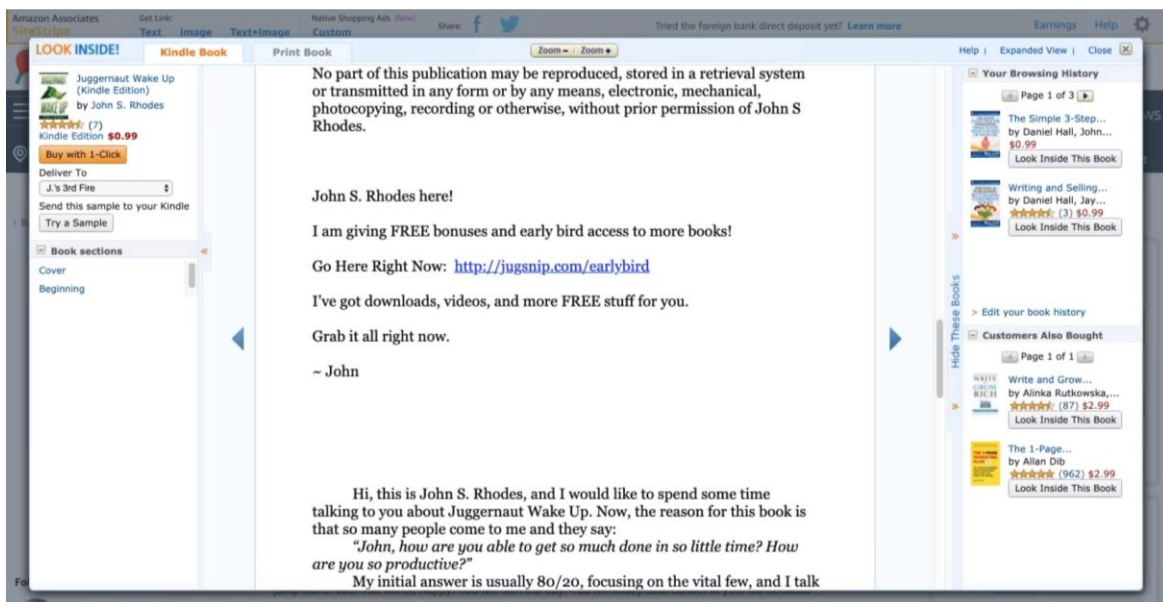 Amazon Associates
SiteStripe
Get Link:
Text Image Text+Image
Native Shopping Ads (New)
Custom
Share:
Tried the foreign bank direct deposit yet? Learn more
Earnings Help
LOOK INSIDE!
Kindle Book
Print Book
Zoom - Zoom +
Help | Expanded View | Close
Juggernaut Wake Up
(Kindle Edition)
by John S. Rhodes
(7)
Kindle Edition $0.99
Buy with 1-Click
Deliver To
J.'s 3rd Fire
Send this sample to your Kindle
Try a Sample
Book sections
Cover
Beginning
No part of this publication may be reproduced, stored in a retrieval system
or transmitted in any form or by any means, electronic, mechanical,
photocopying, recording or otherwise, without prior permission of John S
Rhodes.
John S. Rhodes here!
I am giving FREE bonuses and early bird access to more books!
Go Here Right Now: http://jugsnip.com/earlybird
I've got downloads, videos, and more FREE stuff for you.
Grab it all right now.
~ John
Hi, this is John S. Rhodes, and I would like to spend some time
talking to you about Juggernaut Wake Up. Now, the reason for this book is
that so many people come to me and they say:
"John, how are you able to get so much done in so little time? How
are you so productive?"
My initial answer is usually 80/20, focusing on the vital few, and I talk
Hide These Books
Your Browsing History
Page 1 of 3
The Simple 3-Step...
by Daniel Hall, John...
$0.99
Look Inside This Book
Writing and Selling...
by Daniel Hall, Jay...
(3) $0.99
Look Inside This Book
> Edit your book history
Customers Also Bought
Page 1 of 1
WRITE
GROW
RICH
Write and Grow...
by Alinka Rutkowska,...
(87) $2.99
Look Inside This Book
The 1-Page...
by Allan Dib
(962) $2.99
Look Inside This Book